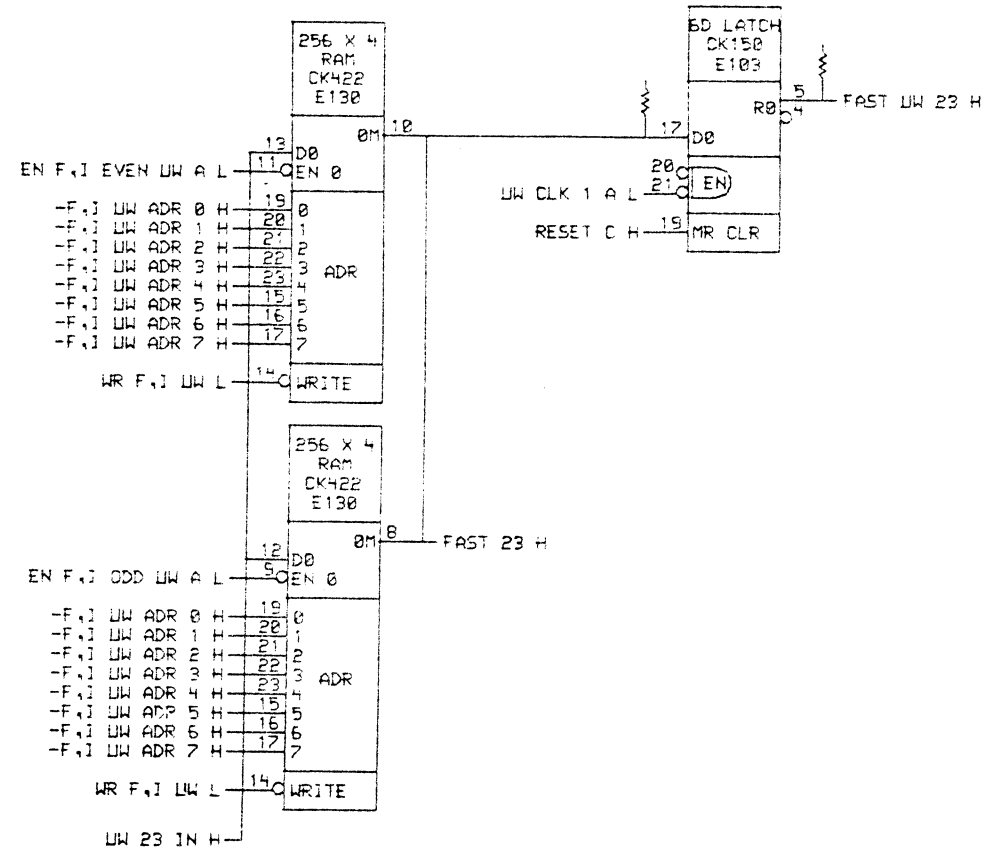 256 X 4
RAM
CK422
E130
0M
10
13
D0
EN F,I EVEN UW A L
11
EN 0
-F,I UW ADR 0 H
19
0
-F,I UW ADR 1 H
20
1
-F,I UW ADR 2 H
21
2
-F,I UW ADR 3 H
22
3
ADR
-F,I UW ADR 4 H
23
4
-F,I UW ADR 5 H
15
5
-F,I UW ADR 6 H
16
6
-F,I UW ADR 7 H
17
7
WR F,I UW L
14
WRITE
6D LATCH
CK150
E103
R0
5
FAST UW 23 H
4
17
D0
20
UW CLK 1 A L
21
EN
RESET C H
19
MR CLR
256 X 4
RAM
CK422
E130
0M
8
FAST 23 H
12
D0
EN F,I ODD UW A L
9
EN 0
-F,I UW ADR 0 H
19
0
-F,I UW ADR 1 H
20
1
-F,I UW ADR 2 H
21
2
-F,I UW ADR 3 H
22
3
ADR
-F,I UW ADR 4 H
23
4
-F,I UW ADR 5 H
15
5
-F,I UW ADR 6 H
16
6
-F,I UW ADR 7 H
17
7
WR F,I UW L
14
WRITE
UW 23 IN H